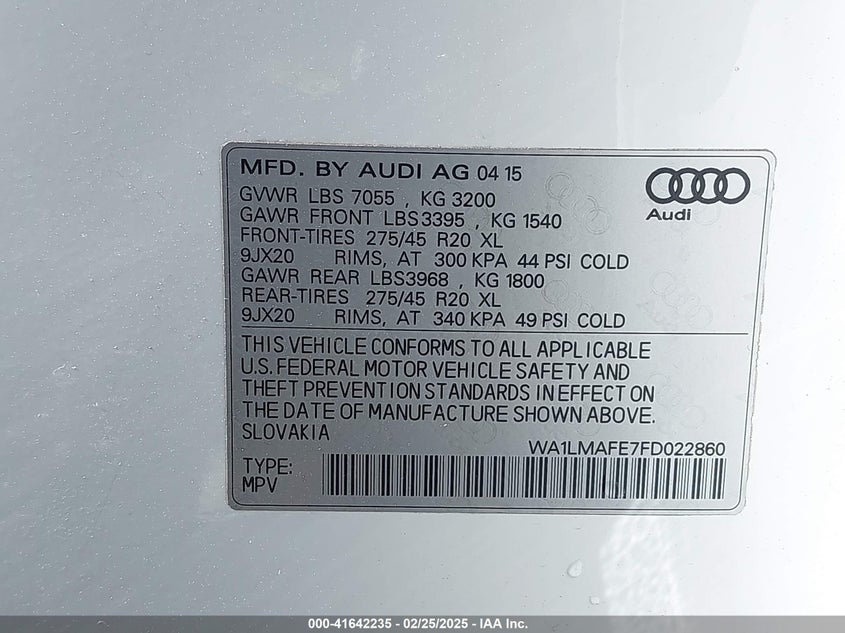 MFD. BY AUDI AG 04 15
GVWR LBS 7055 , KG 3200
GAWR FRONT LBS3395 , KG 1540
FRONT-TIRES 275/45 R20 XL
9JX20 RIMS, AT 300 KPA 44 PSI COLD
GAWR REAR LBS3968 , KG 1800
REAR-TIRES 275/45 R20 XL
9JX20 RIMS, AT 340 KPA 49 PSI COLD
Audi
THIS VEHICLE CONFORMS TO ALL APPLICABLE
U.S. FEDERAL MOTOR VEHICLE SAFETY AND
THEFT PREVENTION STANDARDS IN EFFECT ON
THE DATE OF MANUFACTURE SHOWN ABOVE.
SLOVAKIA
WA1LMAFE7FD022860
TYPE:
MPV
000-41642235 - 02/25/2025 - IAA Inc.